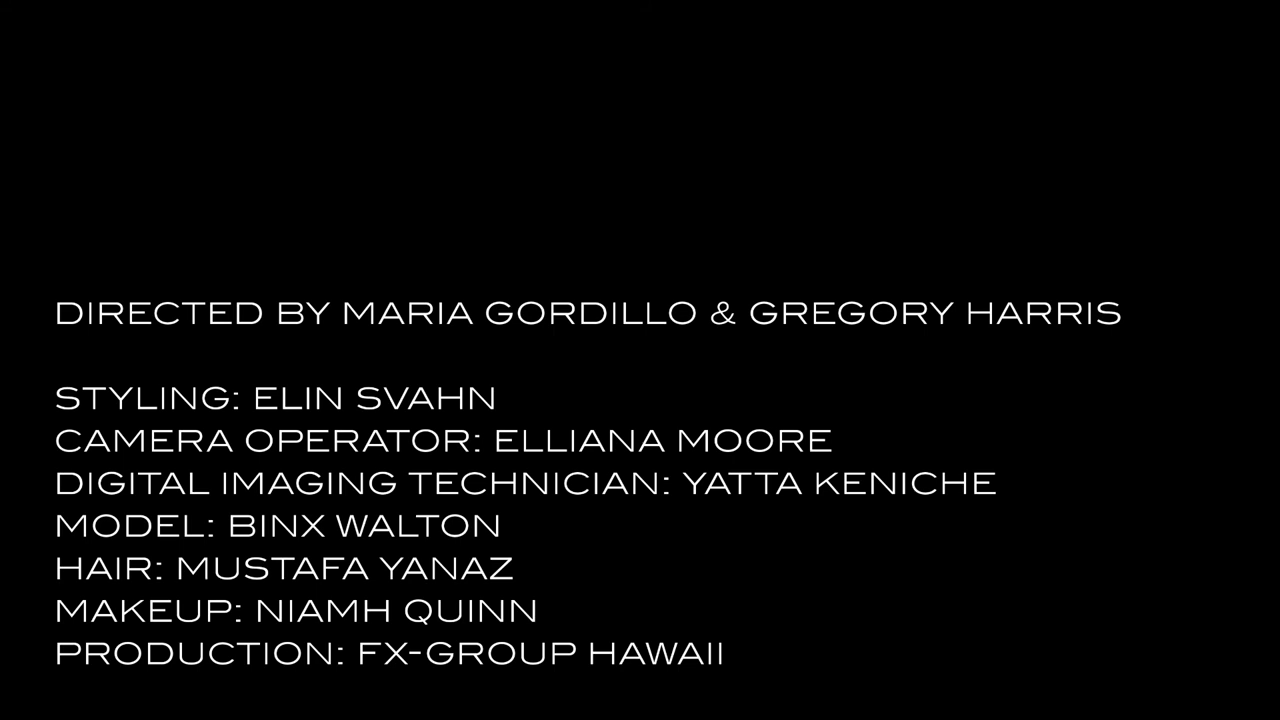 DIRECTED BY MARIA GORDILLO & GREGORY HARRIS
STYLING: ELIN SVAHN
CAMERA OPERATOR: ELLIANA MOORE
DIGITAL IMAGING TECHNICIAN: YATTA KENICHE
MODEL: BINX WALTON
HAIR: MUSTAFA YANAZ
MAKEUP: NIAMH QUINN
PRODUCTION: FX-GROUP HAWAII